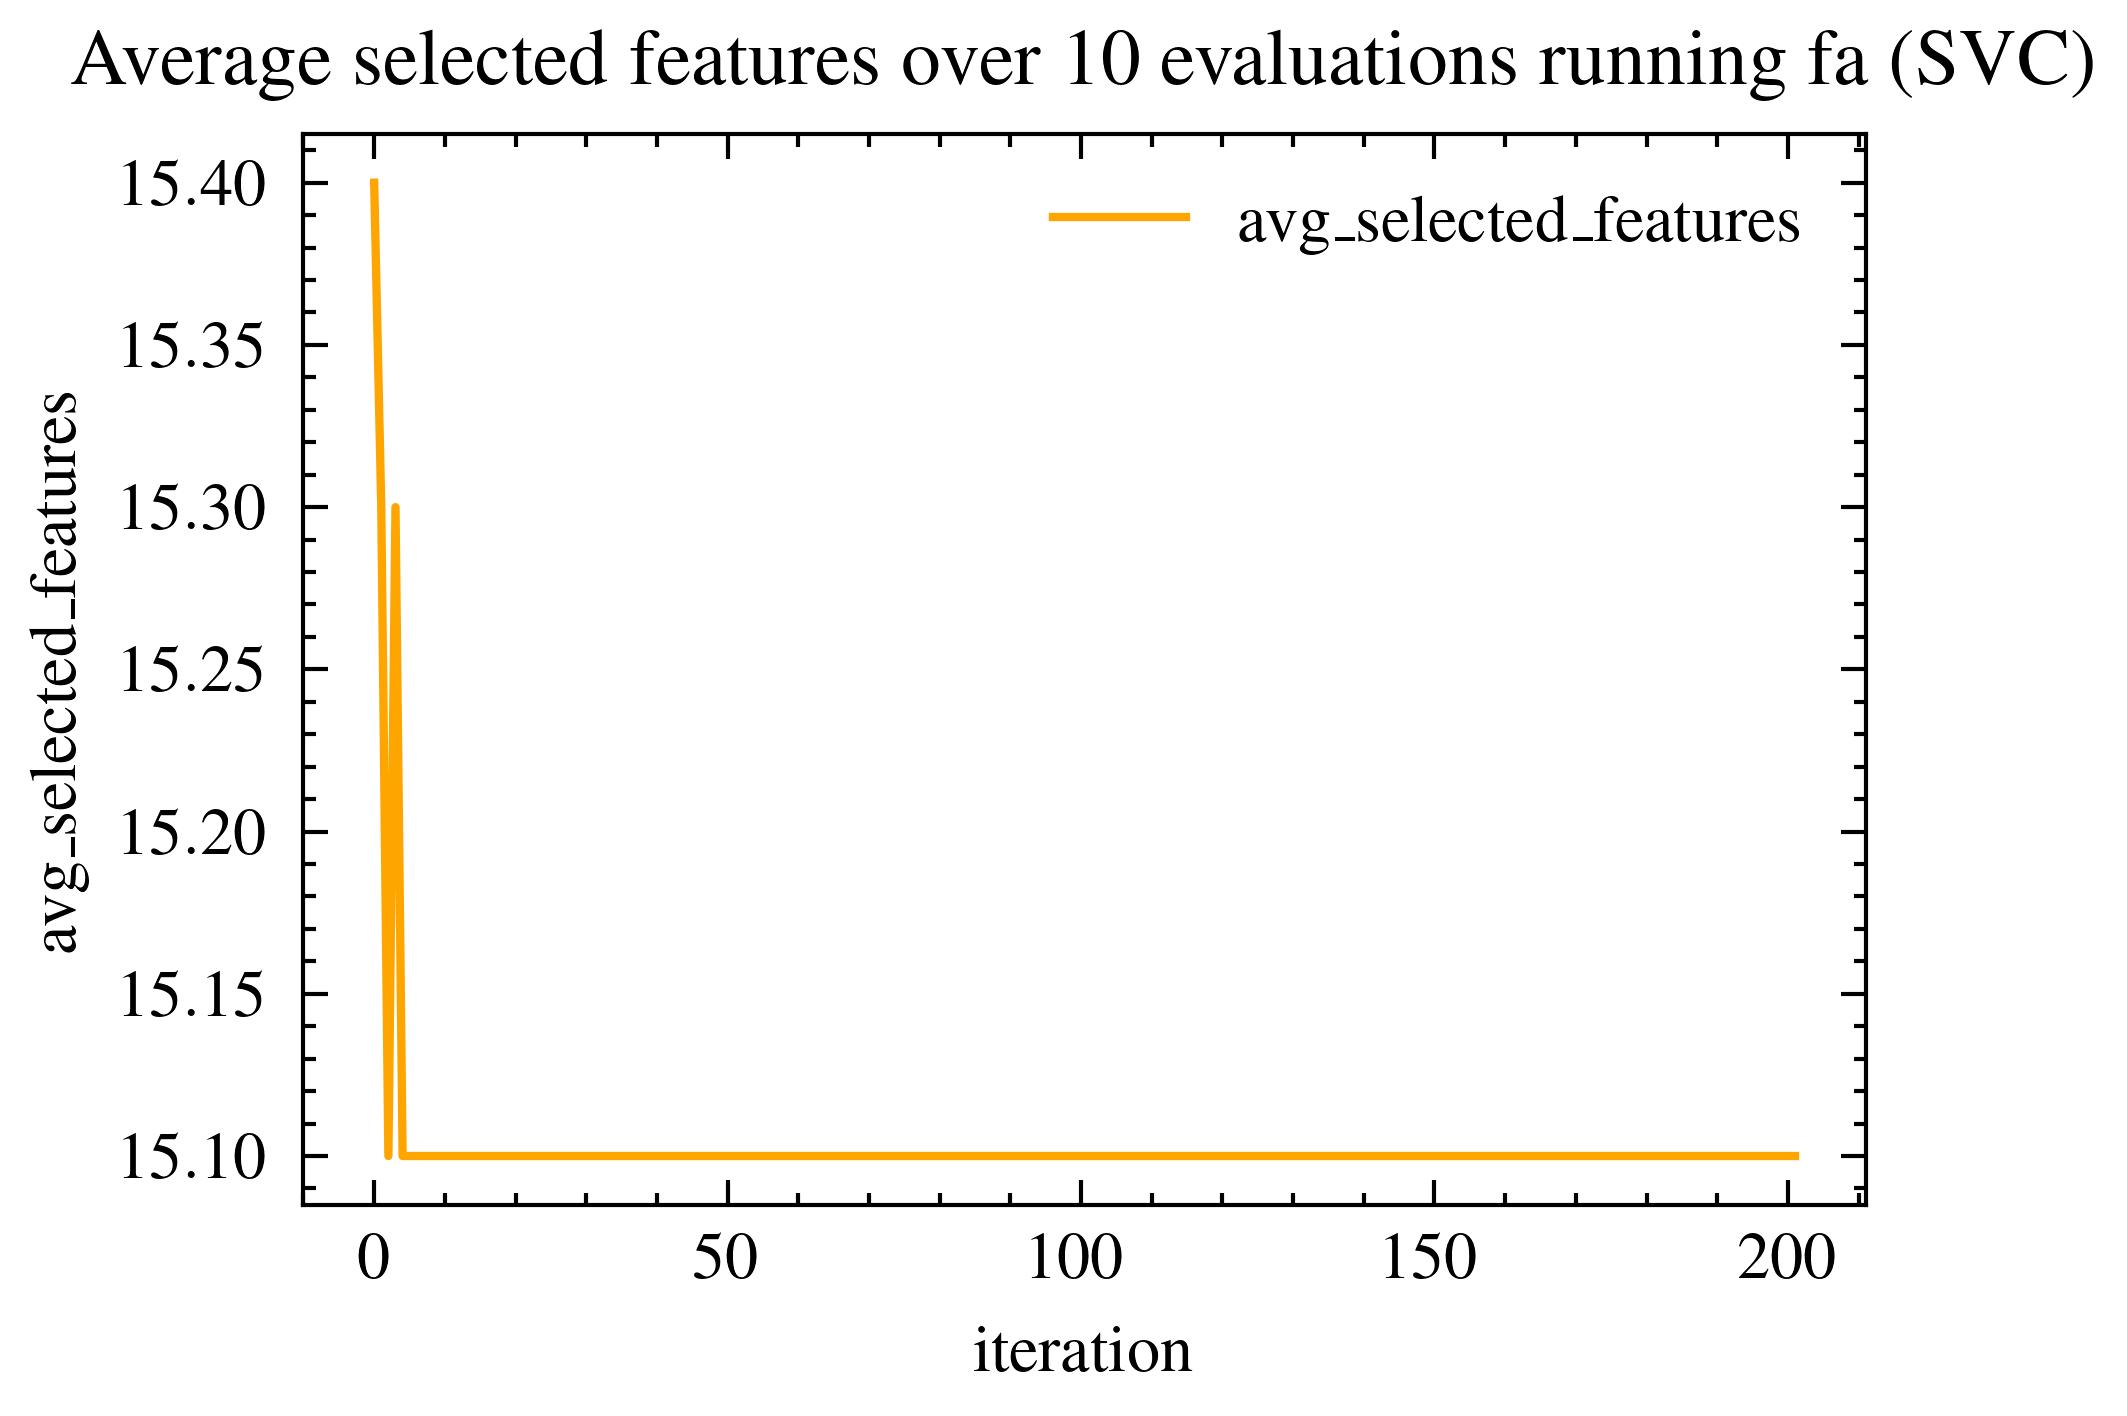 Average selected features over 10 evaluations running fa (SVC)
avg_selected_features
15.40
15.35
15.30
15.25
15.20
15.15
15.10
avg_selected_features
0 50 100 150 200
iteration